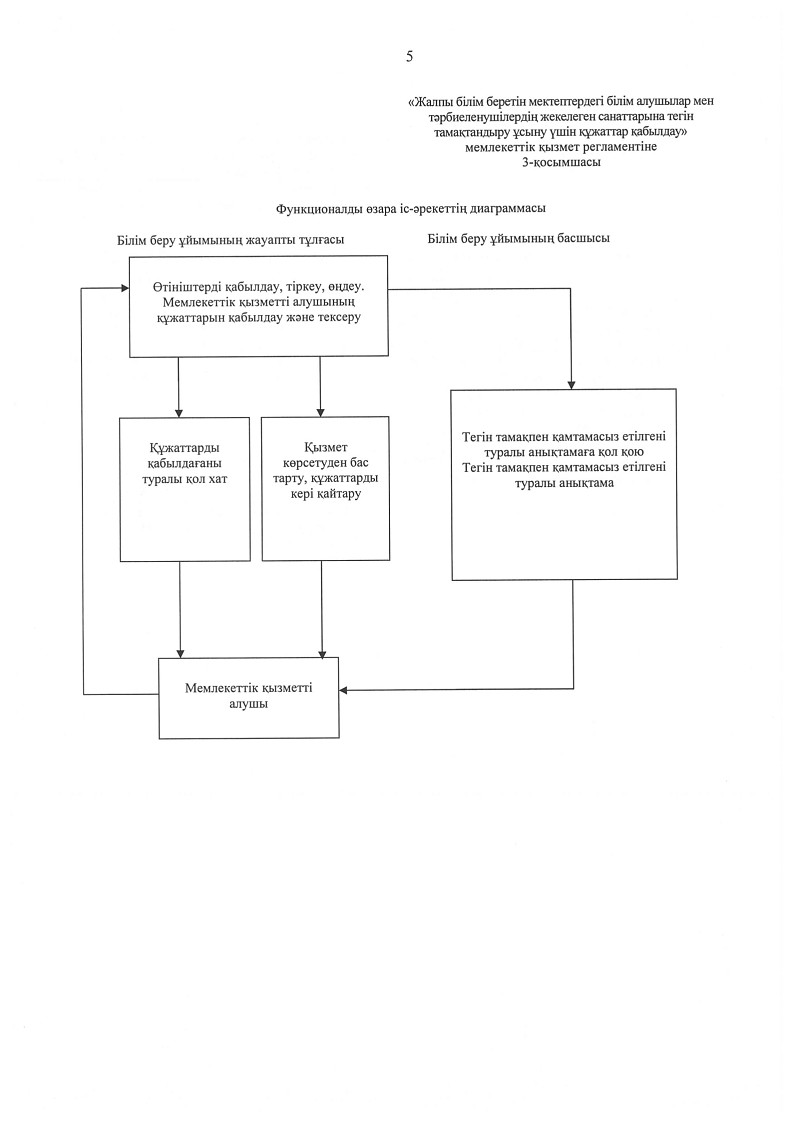 5
«Жалпы білім беретін мектептердегі білім алушылар мен
тәрбиеленушілердің жекелеген санаттарына тегін
тамақтандыру ұсыну үшін құжаттар қабылдау»
мемлекеттік қызмет регламентіне
3-қосымшасы
Функционалды өзара іс-әрекеттің диаграммасы
Білім беру ұйымының жауапты тұлғасы
Білім беру ұйымының басшысы
Өтініштерді қабылдау, тіркеу, өңдеу.
Мемлекеттік қызметті алушының
құжаттарын қабылдау және тексеру
Құжаттарды
қабылдағаны
туралы қол хат
Қызмет
көрсетуден бас
тарту, құжаттарды
кері қайтару
Тегін тамақпен қамтамасыз етілгені
туралы анықтамаға қол қою
Тегін тамақпен қамтамасыз етілгені
туралы анықтама
Мемлекеттік қызметті
алушы